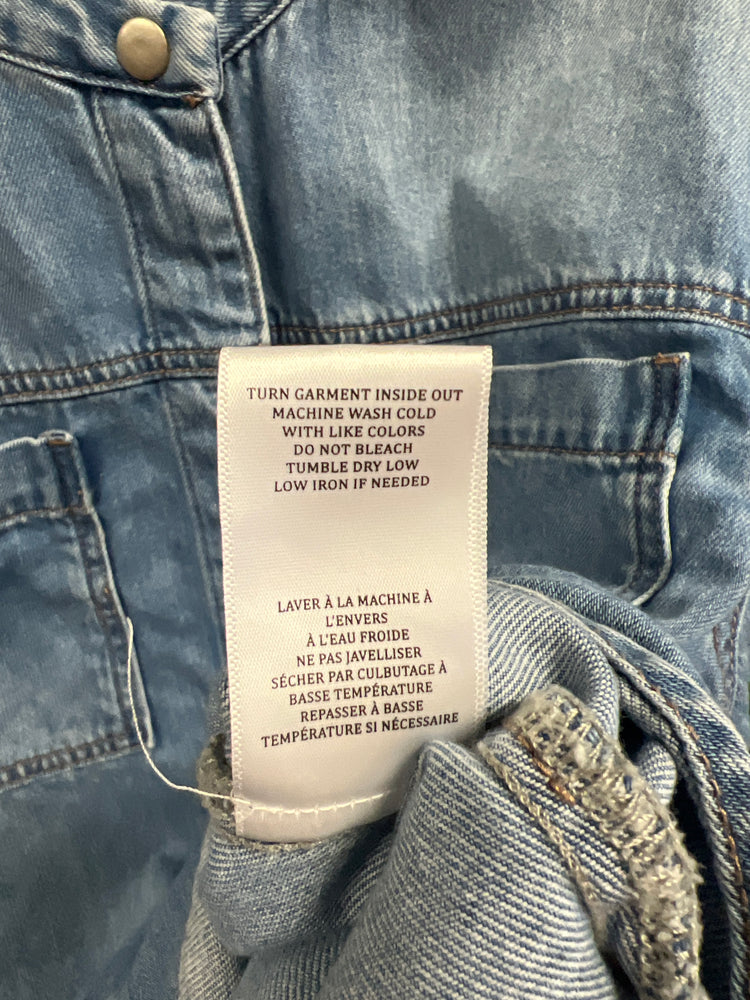 TURN GARMENT INSIDE OUT
MACHINE WASH COLD
WITH LIKE COLORS
DO NOT BLEACH
TUMBLE DRY LOW
LOW IRON IF NEEDED
LAVER À LA MACHINE À
L'ENVERS
À L'EAU FROIDE
NE PAS JAVELLISER
SÉCHER PAR CULBUTAGE À
BASSE TEMPÉRATURE
REPASSER À BASSE
TEMPÉRATURE SI NÉCESSAIRE